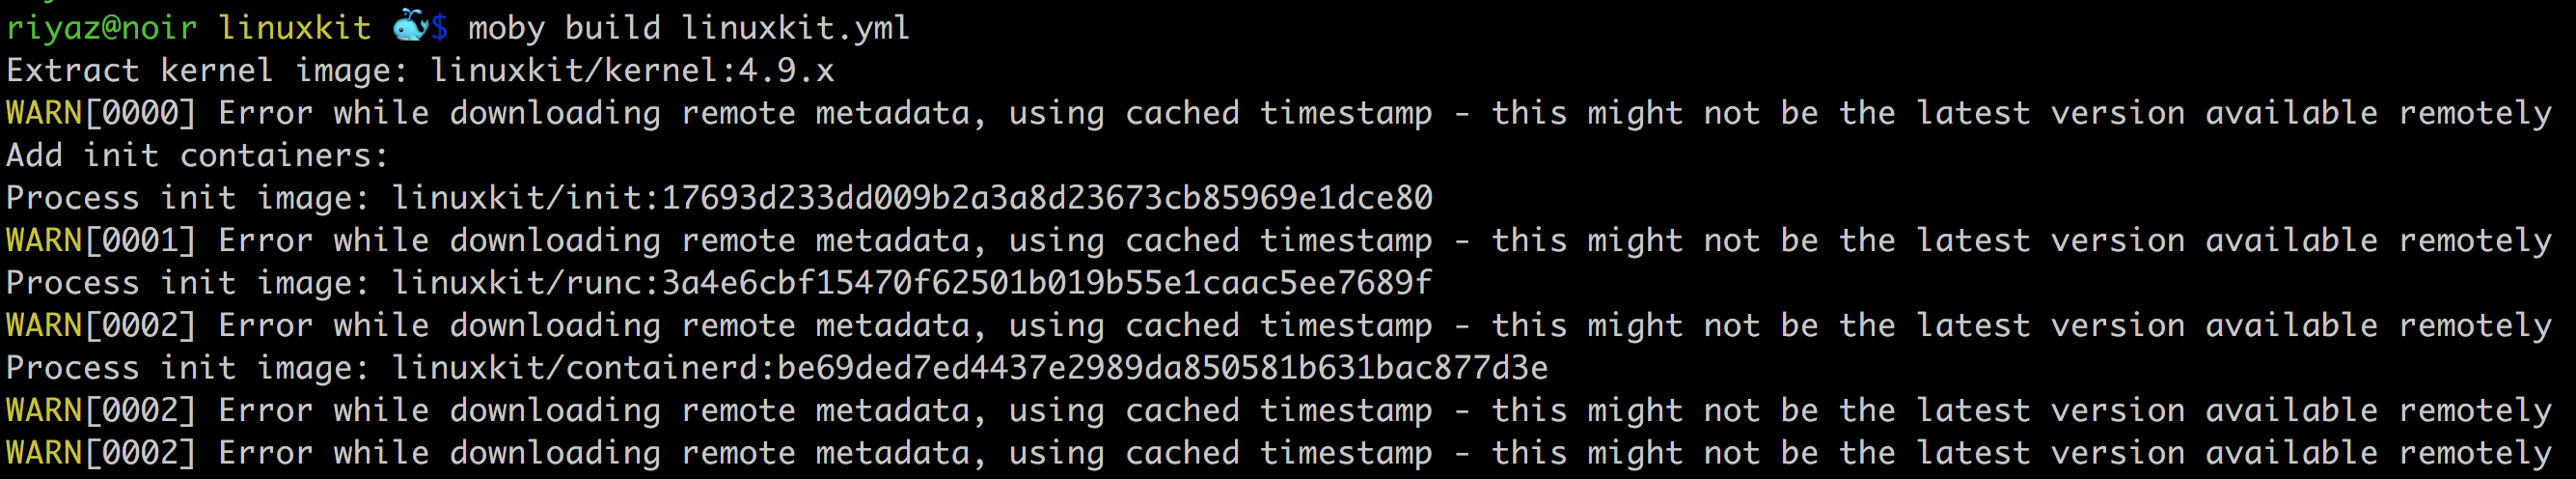 riyaz@noir linuxkit 🐳$ moby build linuxkit.yml
Extract kernel image: linuxkit/kernel:4.9.x
WARN[0000] Error while downloading remote metadata, using cached timestamp - this might not be the latest version available remotely
Add init containers:
Process init image: linuxkit/init:17693d233dd009b2a3a8d23673cb85969e1dce80
WARN[0001] Error while downloading remote metadata, using cached timestamp - this might not be the latest version available remotely
Process init image: linuxkit/runc:3a4e6cbf15470f62501b019b55e1caac5ee7689f
WARN[0002] Error while downloading remote metadata, using cached timestamp - this might not be the latest version available remotely
Process init image: linuxkit/containerd:be69ded7ed4437e2989da850581b631bac877d3e
WARN[0002] Error while downloading remote metadata, using cached timestamp - this might not be the latest version available remotely
WARN[0002] Error while downloading remote metadata, using cached timestamp - this might not be the latest version available remotely